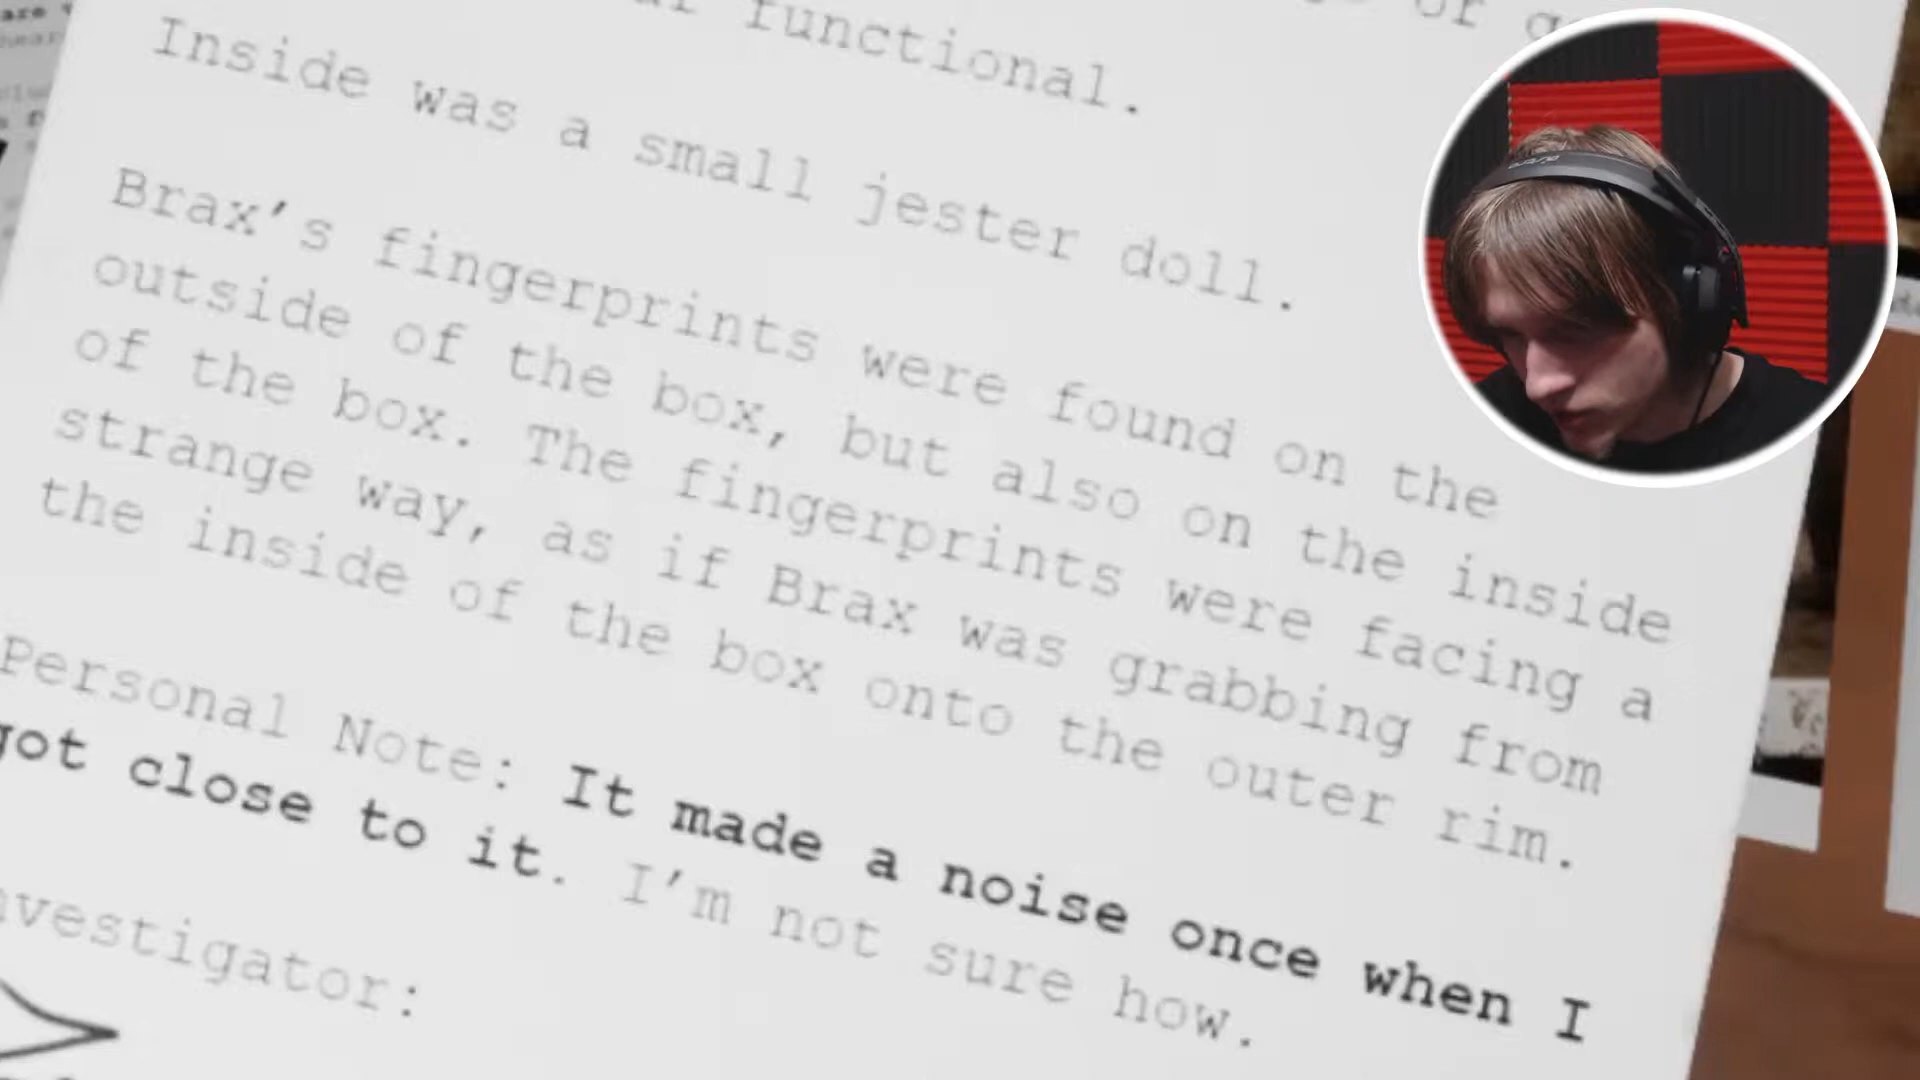 functional.
Inside was a small jester doll.
Brax's fingerprints were found on the
outside of the box, but also on the inside
of the box. The fingerprints were facing a
strange way, as if Brax was grabbing from
the inside of the box onto the outer rim.
Personal Note: It made a noise once when I
got close to it. I'm not sure how.
nvestigator: